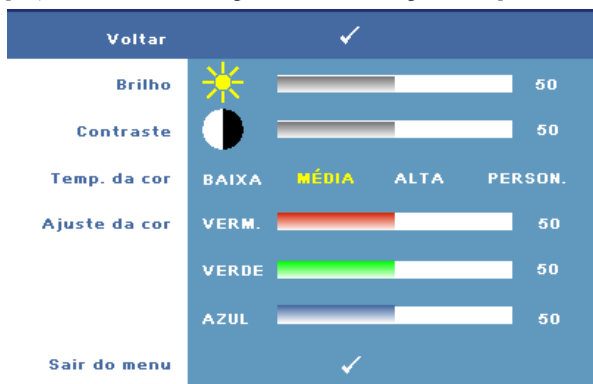 Voltar
Brilho 50
Contraste 50
Temp. da cor BAIXA MÉDIA ALTA PERSON.
Ajuste da cor VERM. 50
VERDE 50
AZUL 50
Sair do menu